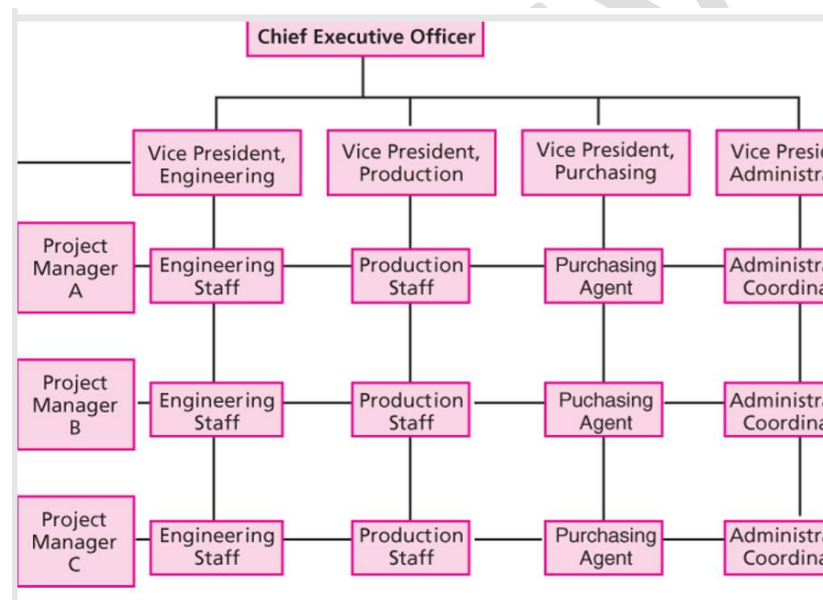 Chief Executive Officer
Vice President,
Engineering
Vice President,
Production
Vice President,
Purchasing
Vice
Project
Manager
A
Engineering
Staff
Production
Staff
Purchasing
Agent
Project
Manager
B
Engineering
Staff
Production
Staff
Puchasing
Agent
Project
Manager
C
Engineering
Staff
Production
Staff
Purchasing
Agent